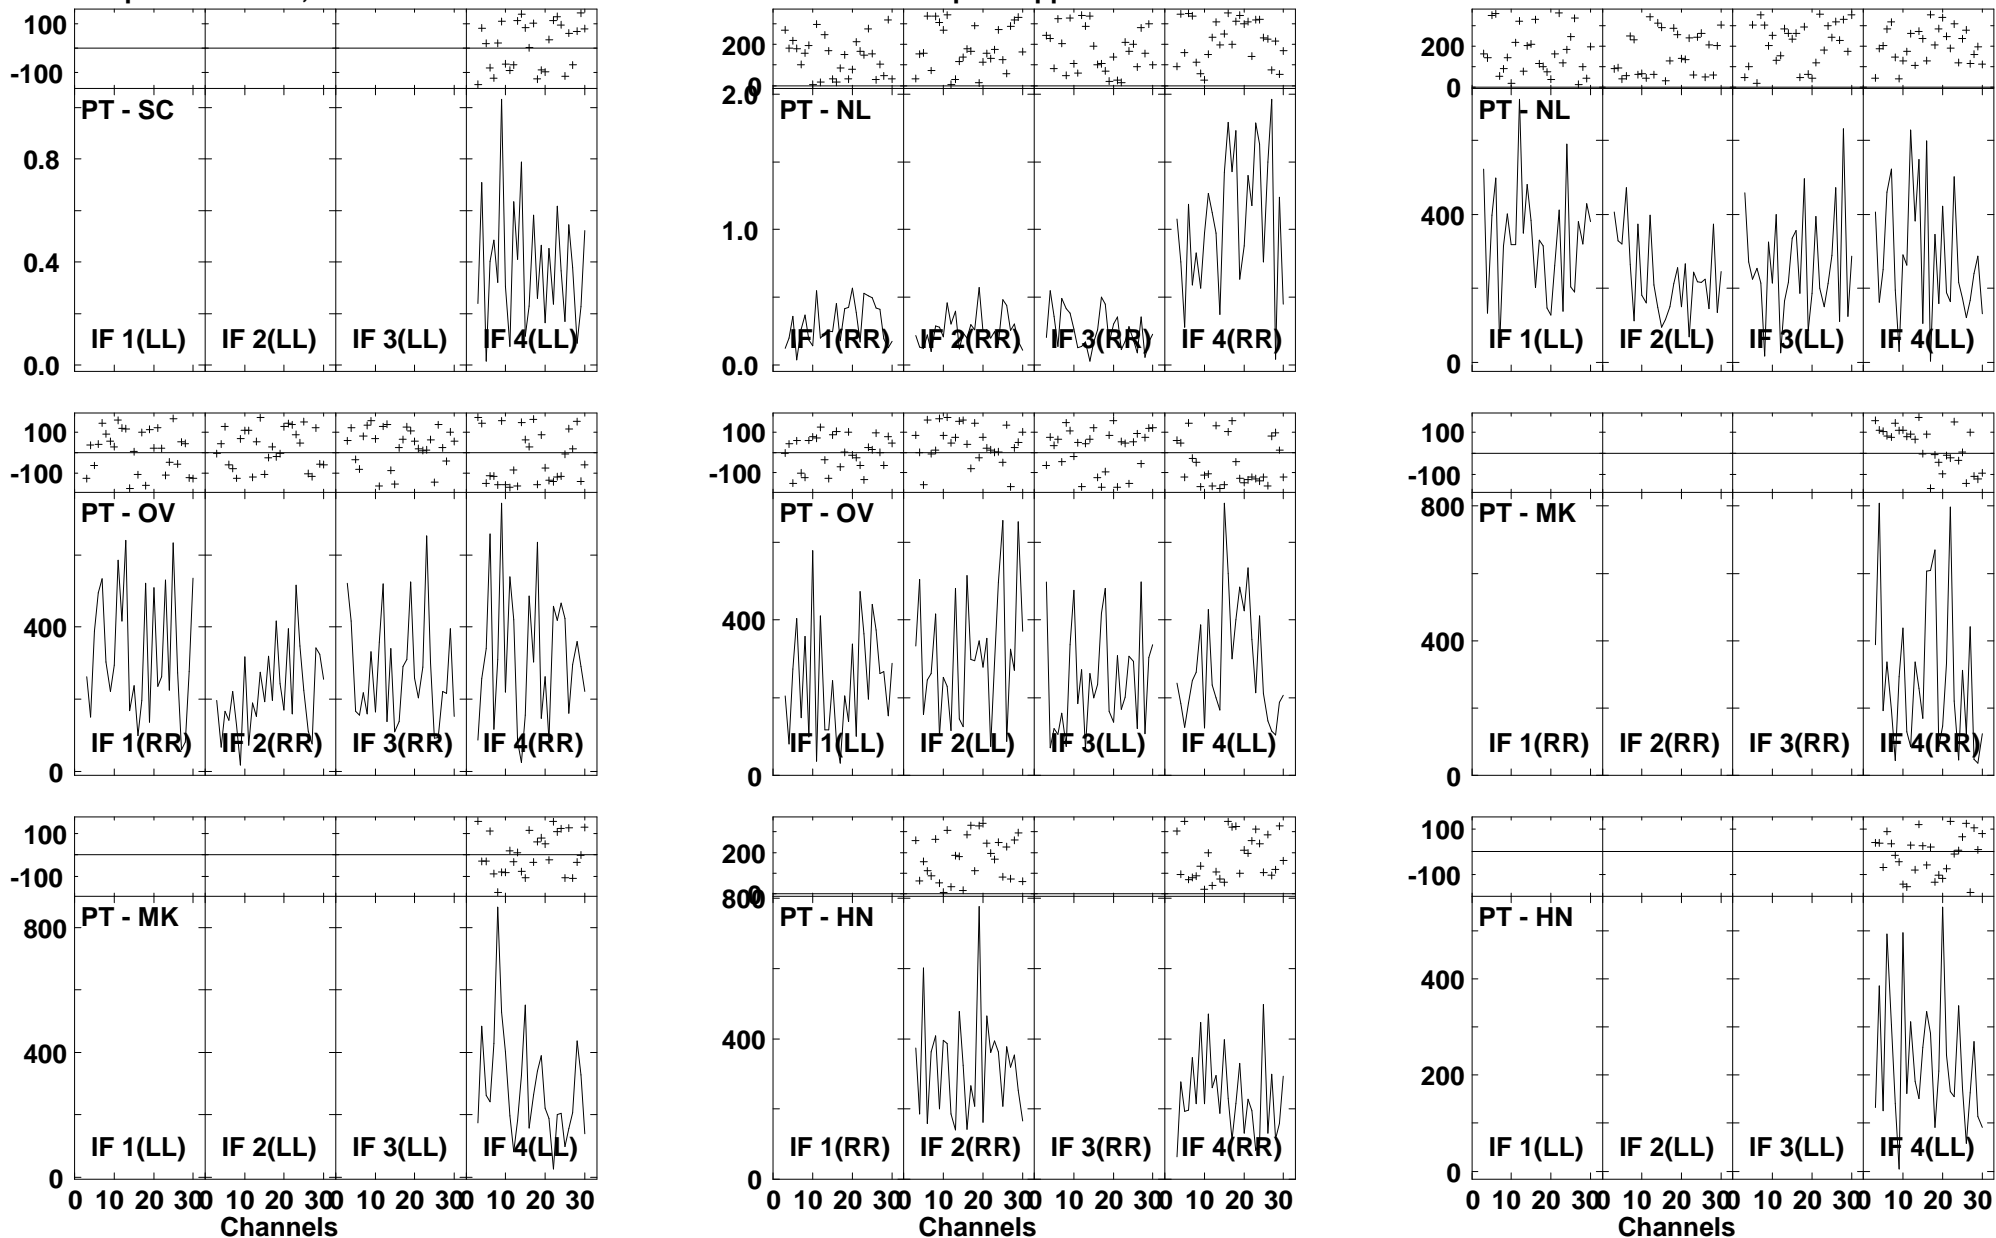 100
-100
PT - SC
0.8
0.4
0.0
IF 1(LL) IF 2(LL) IF 3(LL) IF 4(LL)
200
0
2.0
PT - NL
1.0
0.0
IF 1(RR) IF 2(RR) IF 3(RR) IF 4(RR)
200
0
PT - NL
400
0
IF 1(LL) IF 2(LL) IF 3(LL) IF 4(LL)
100
-100
PT - OV
400
0
IF 1(RR) IF 2(RR) IF 3(RR) IF 4(RR)
100
-100
PT - OV
400
0
IF 1(LL) IF 2(LL) IF 3(LL) IF 4(LL)
100
-100
PT - MK
800
400
0
IF 1(RR) IF 2(RR) IF 3(RR) IF 4(RR)
100
-100
PT - MK
800
400
0
IF 1(LL) IF 2(LL) IF 3(LL) IF 4(LL)
0 10 20 30 0 10 20 30 0 10 20 30 0 10 20 30
Channels
200
0
800
PT - HN
400
0
IF 1(RR) IF 2(RR) IF 3(RR) IF 4(RR)
0 10 20 30 0 10 20 30 0 10 20 30 0 10 20 30
Channels
100
-100
PT - HN
400
200
0
IF 1(LL) IF 2(LL) IF 3(LL) IF 4(LL)
0 10 20 30 0 10 20 30 0 10 20 30 0 10 20 30
Channels